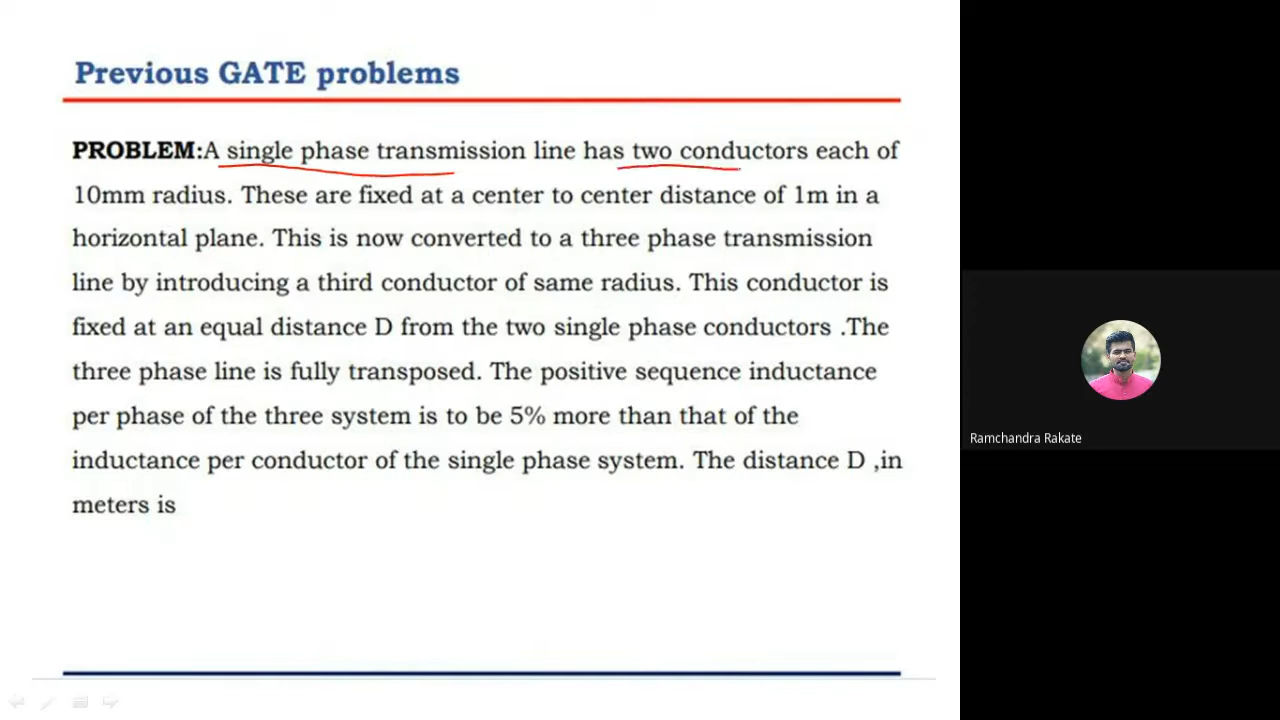 Previous GATE problems
PROBLEM:A single phase transmission line has two conductors each of
10mm radius. These are fixed at a center to center distance of 1m in a
horizontal plane. This is now converted to a three phase transmission
line by introducing a third conductor of same radius. This conductor is
fixed at an equal distance D from the two single phase conductors .The
three phase line is fully transposed. The positive sequence inductance
per phase of the three system is to be 5% more than that of the
inductance per conductor of the single phase system. The distance D ,in
meters is
Ramchandra Rakate